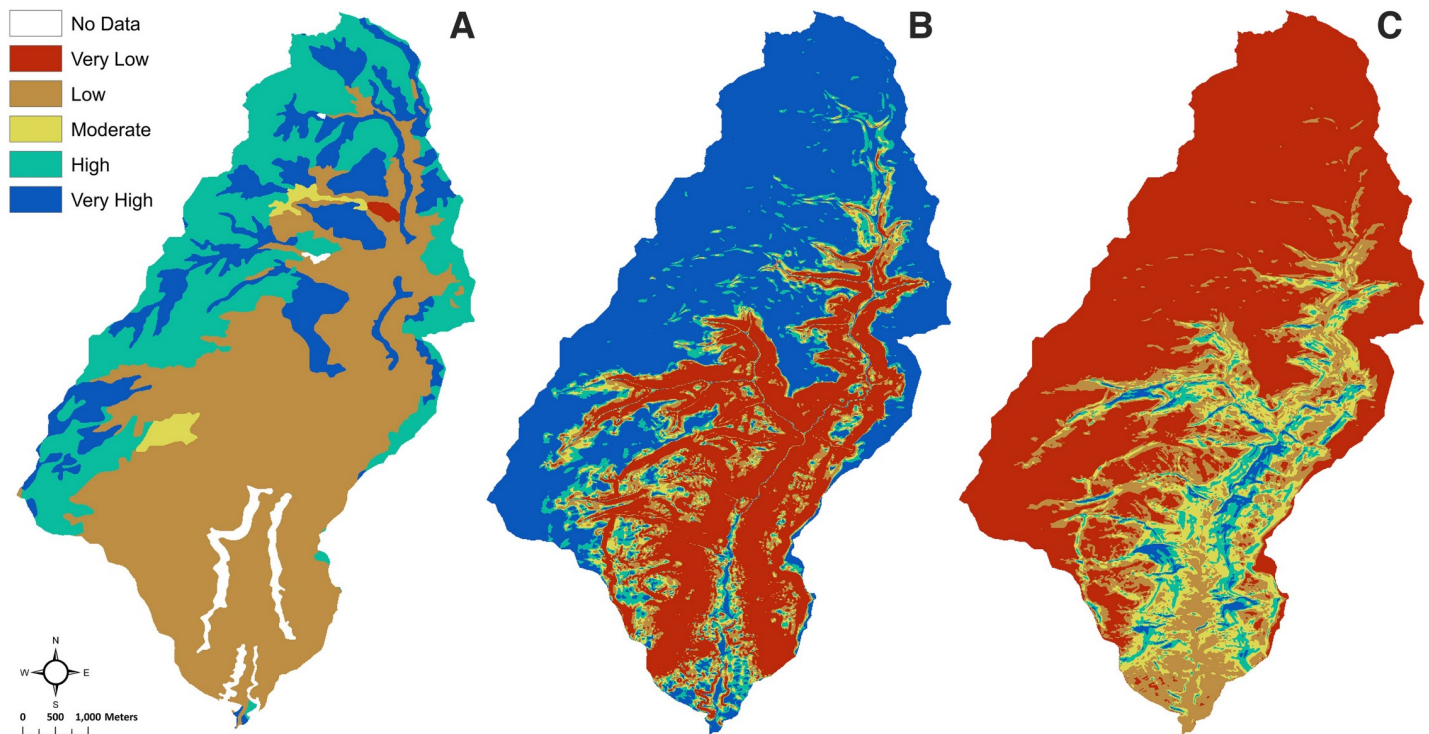 No Data
Very Low
Low
Moderate
High
Very High
A
B
C
N
W E
S
0 500 1,000 Meters